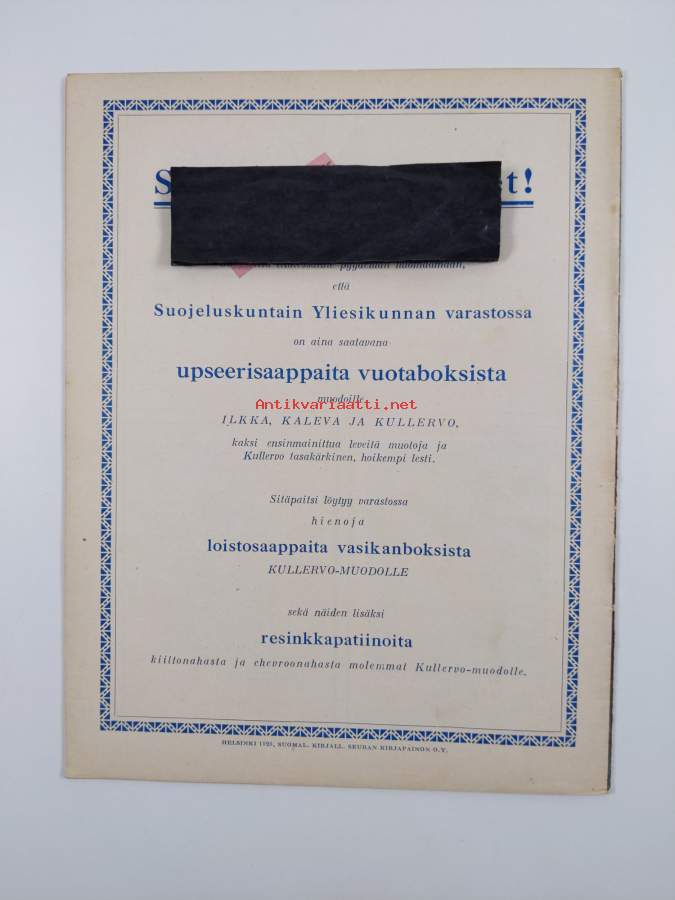 että
Suojeluskuntain Yliesikunnan varastossa
on aina saatavana
upseerisaappaita vuotaboksista
muodoille
Antikvariaatti.net
ILKKA, KALEVA JA KULLERVO,
kaksi ensinmainittua leveitä muotoja ja
Kullervo tasakärkinen, hoikempi lesti.
Sitäpaitsi löytyy varastossa
hienoja
loistosaappaita vasikanboksista
KULLERVO-MUODOLLE
sekä näiden lisäksi
resinkkapatiinoita
kiiltonahasta ja chevroonahasta molemmat Kullervo-muodolle.
HELSINKI SUOMAL. KIRJALL. SEURAN KIRJAPAINON O.Y.